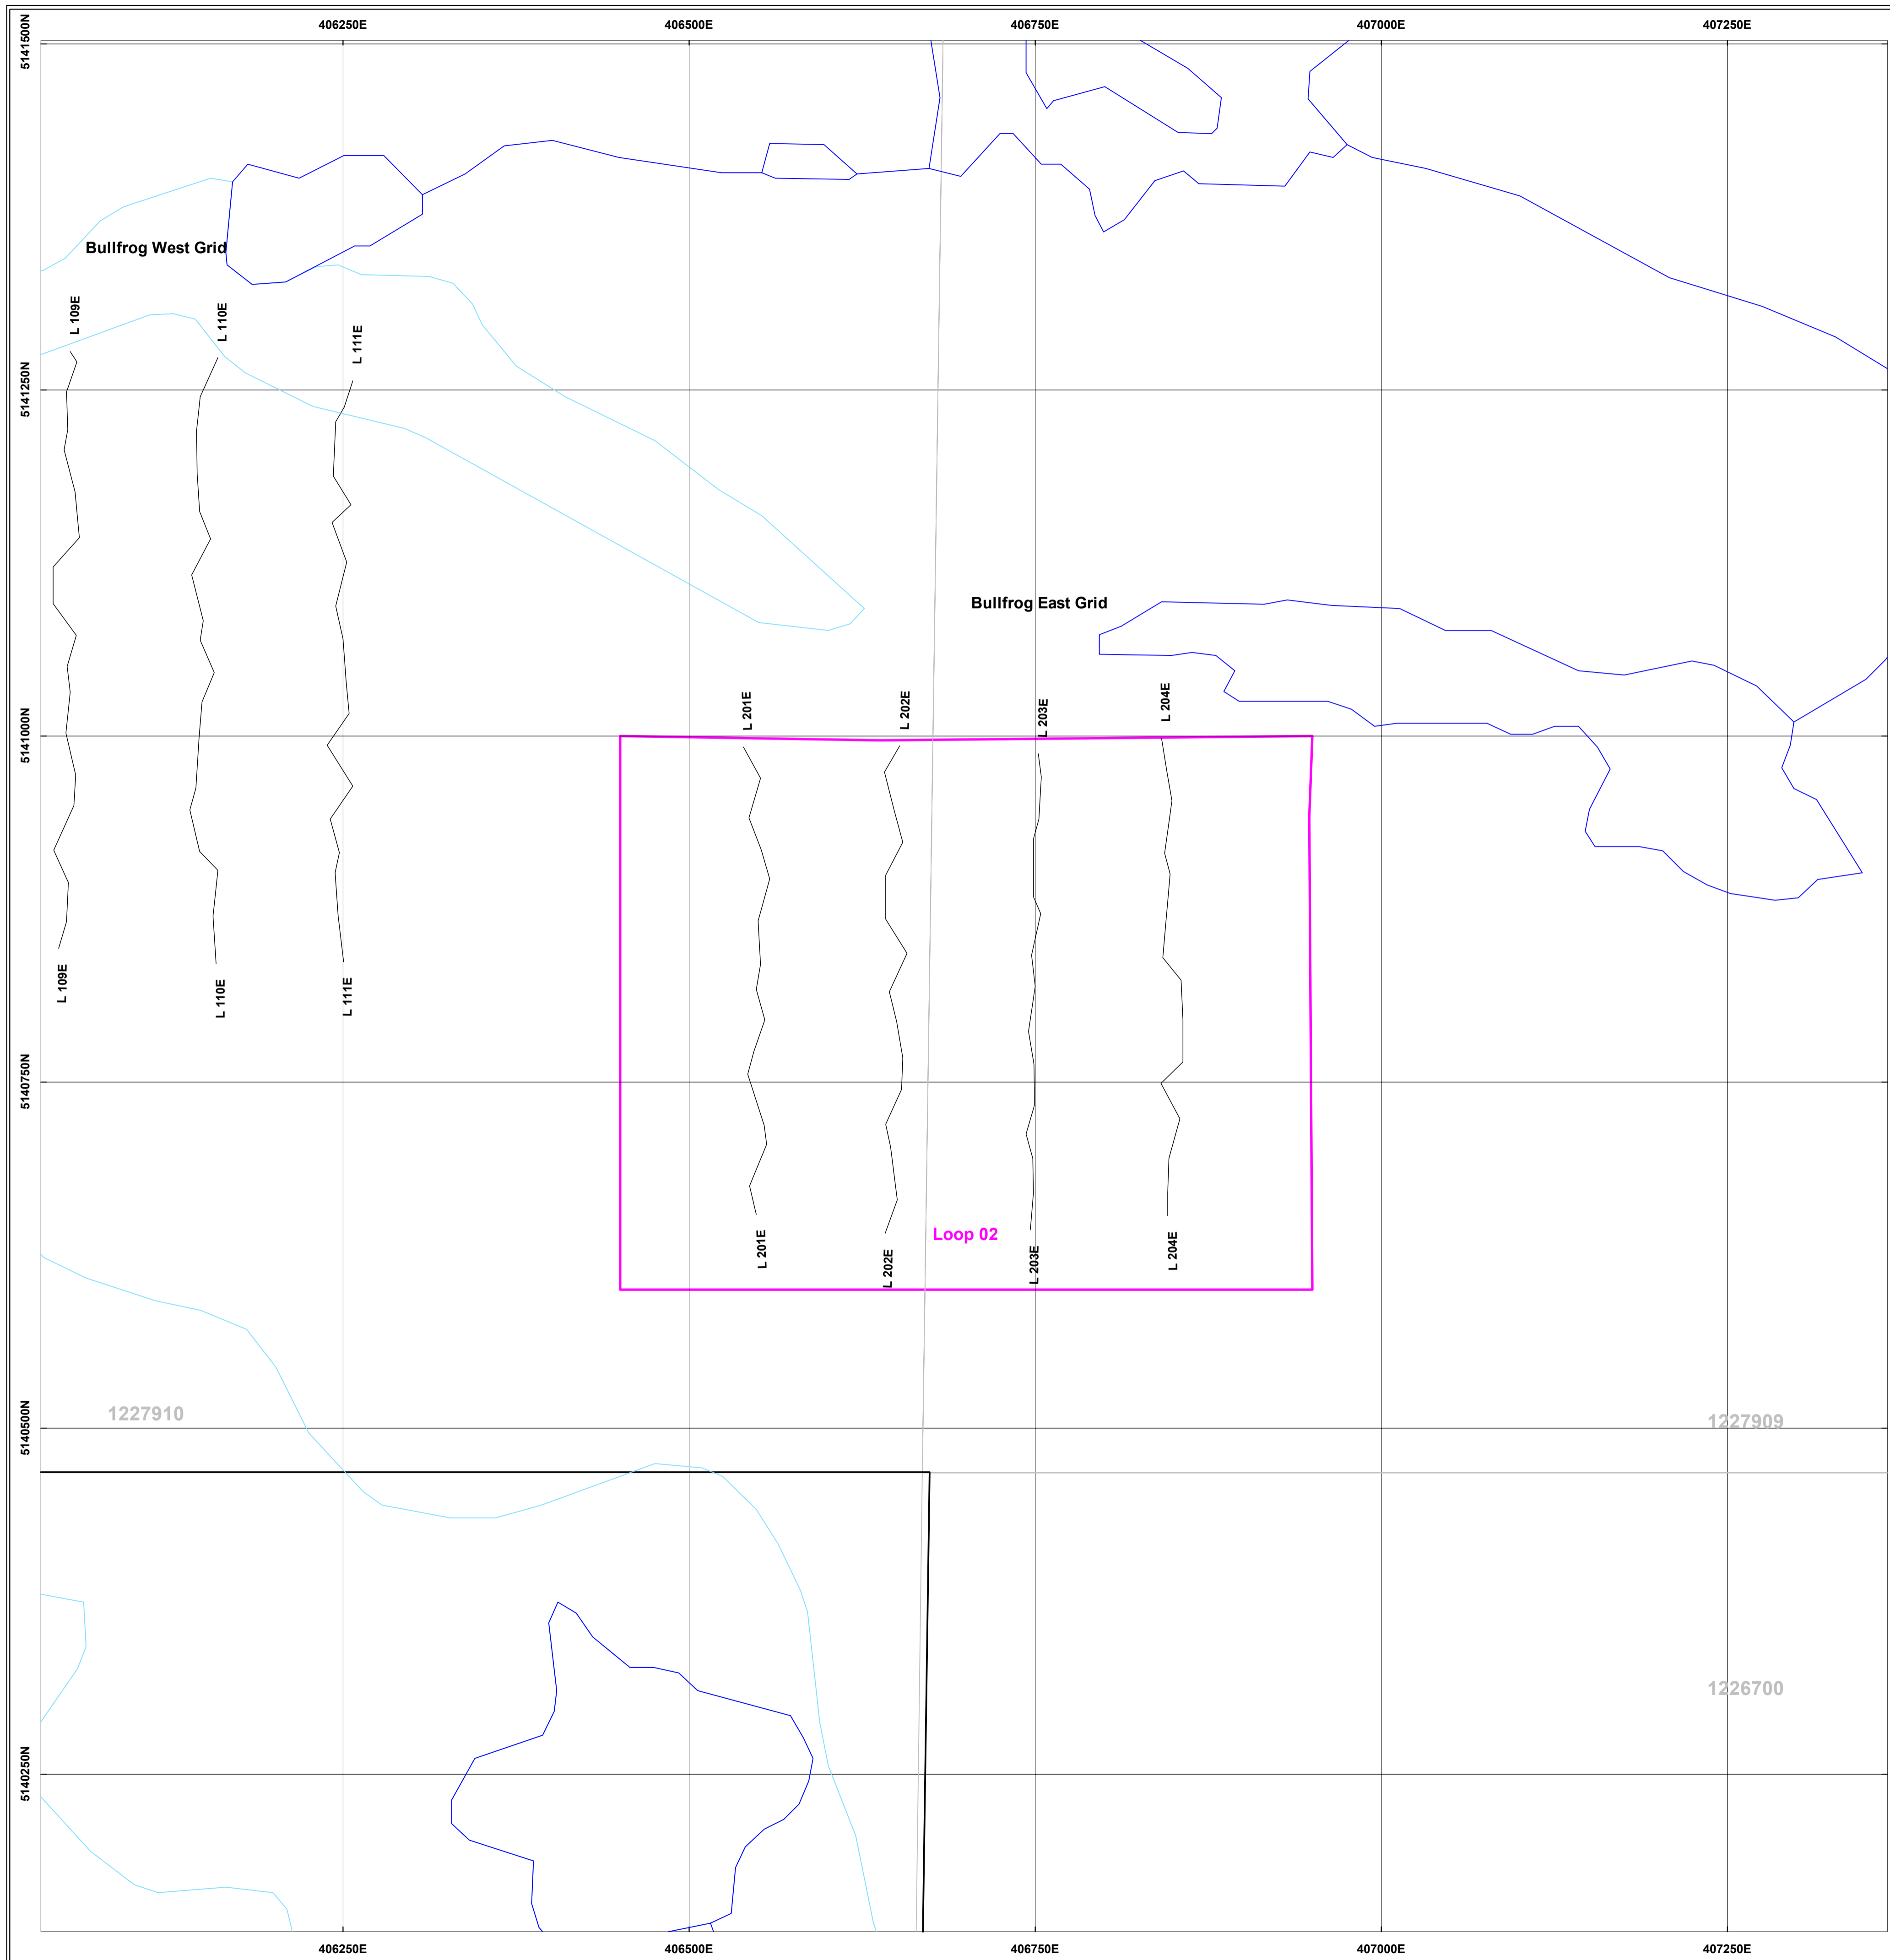 406250E 406500E 406750E 407000E 407250E
5141500N
Bullfrog West Grid
L 109E
L 110E
L 111E
5141250N
Bullfrog East Grid
L 201E
L 202E
L 203E
L 204E
5141000N
L 109E
L 110E
L 111E
5140750N
Loop 02
L 201E
L 202E
L 203E
L 204E
1227910
1227909
5140500N
1226700
5140250N
406250E 406500E 406750E 407000E 407250E